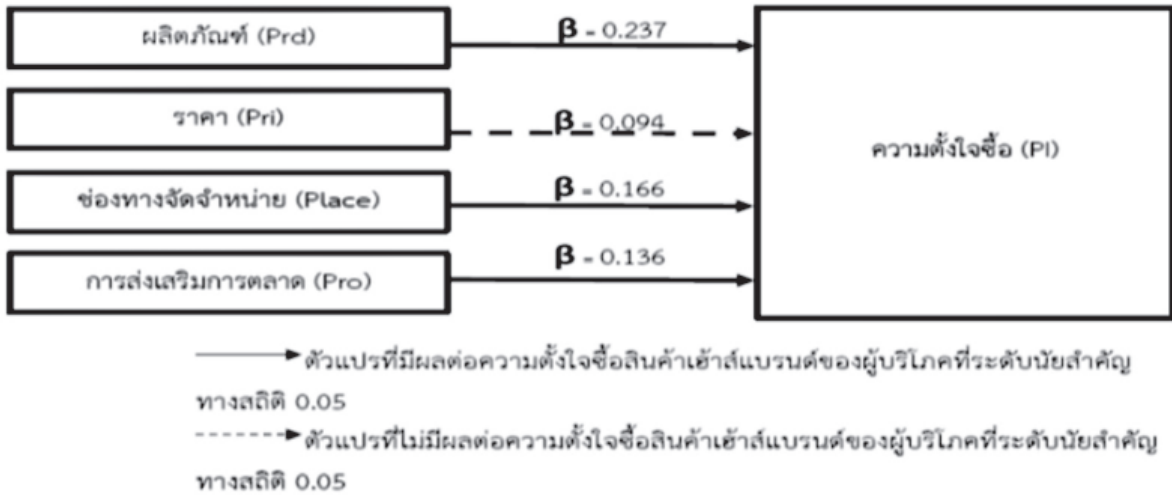 ผลิตภัณฑ์ (Prd)
β = 0.237
ราคา (Pri)
β = 0.094
ความตั้งใจซื้อ (PI)
ช่องทางจัดจำหน่าย (Place)
β = 0.166
การส่งเสริมการตลาด (Pro)
β = 0.136
ตัวแปรที่มีผลต่อความตั้งใจซื้อสินค้าเฮ้าส์แบรนด์ของผู้บริโภคที่ระดับนัยสำคัญ
ทางสถิติ 0.05
ตัวแปรที่ไม่มีผลต่อความตั้งใจซื้อสินค้าเฮ้าส์แบรนด์ของผู้บริโภคที่ระดับนัยสำคัญ
ทางสถิติ 0.05